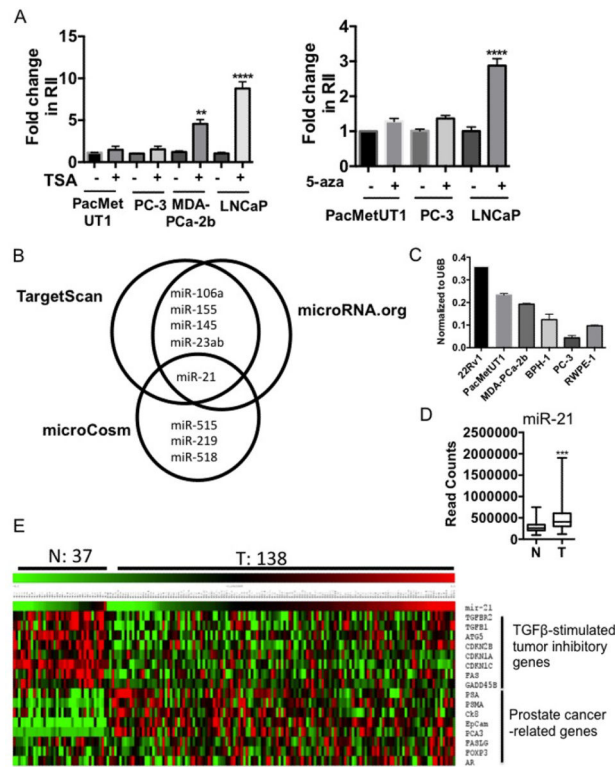 A
Fold change
in RII
15
10
5
0
**
****
TSA
- + - + - + - +
PacMet
UT1
PC-3
MDA-
PCa-2b
LNCaP
Fold change
in RII
4
3
2
1
0
****
5-aza
- + - + - +
PacMetUT1
PC-3
LNCaP
B
TargetScan
microRNA.org
microCosm
miR-106a
miR-155
miR-145
miR-23ab
miR-21
miR-515
miR-219
miR-518
C
Normalized to U6B
0.4
0.3
0.2
0.1
0.0
22Rv1
PacMetUT1
MDA-PCa-2b
BPH-1
PC-3
RWPE-1
D
miR-21
Read Counts
2500000
2000000
1500000
1000000
500000
0
***
N T
E
N: 37
T: 138
mir-21
TGFBR2
TGFB1
ATG5
CDKN2B
CDKN1A
CDKN1C
FAS
GADD45B
PSA
PSMA
CK8
EpCam
PCA3
FASLG
FOXP3
AR
TGFβ-stimulated
tumor inhibitory
genes
Prostate cancer
-related genes